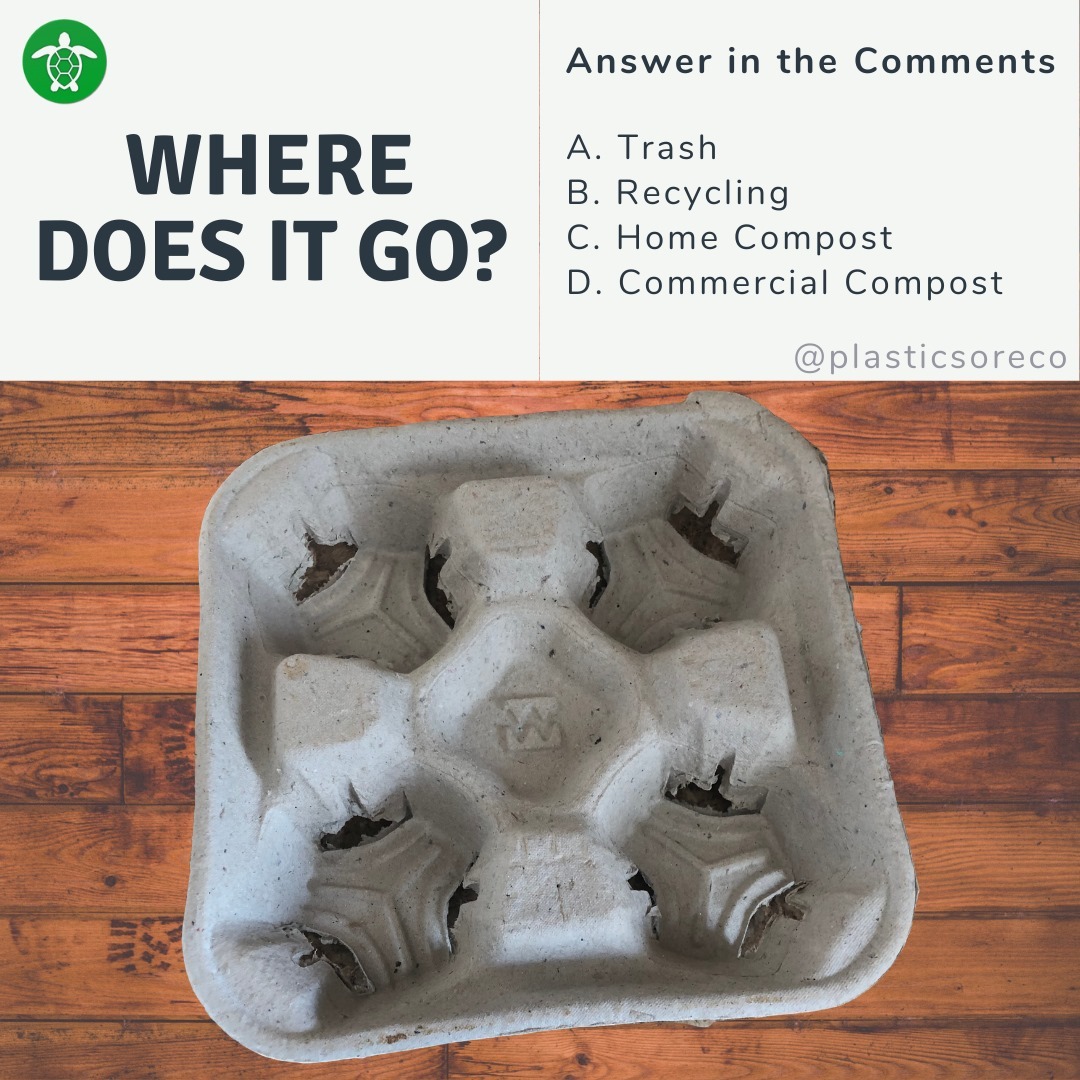 WHERE
DOES IT GO?
Answer in the Comments
A. Trash
B. Recycling
C. Home Compost
D. Commercial Compost
@plasticsoreco